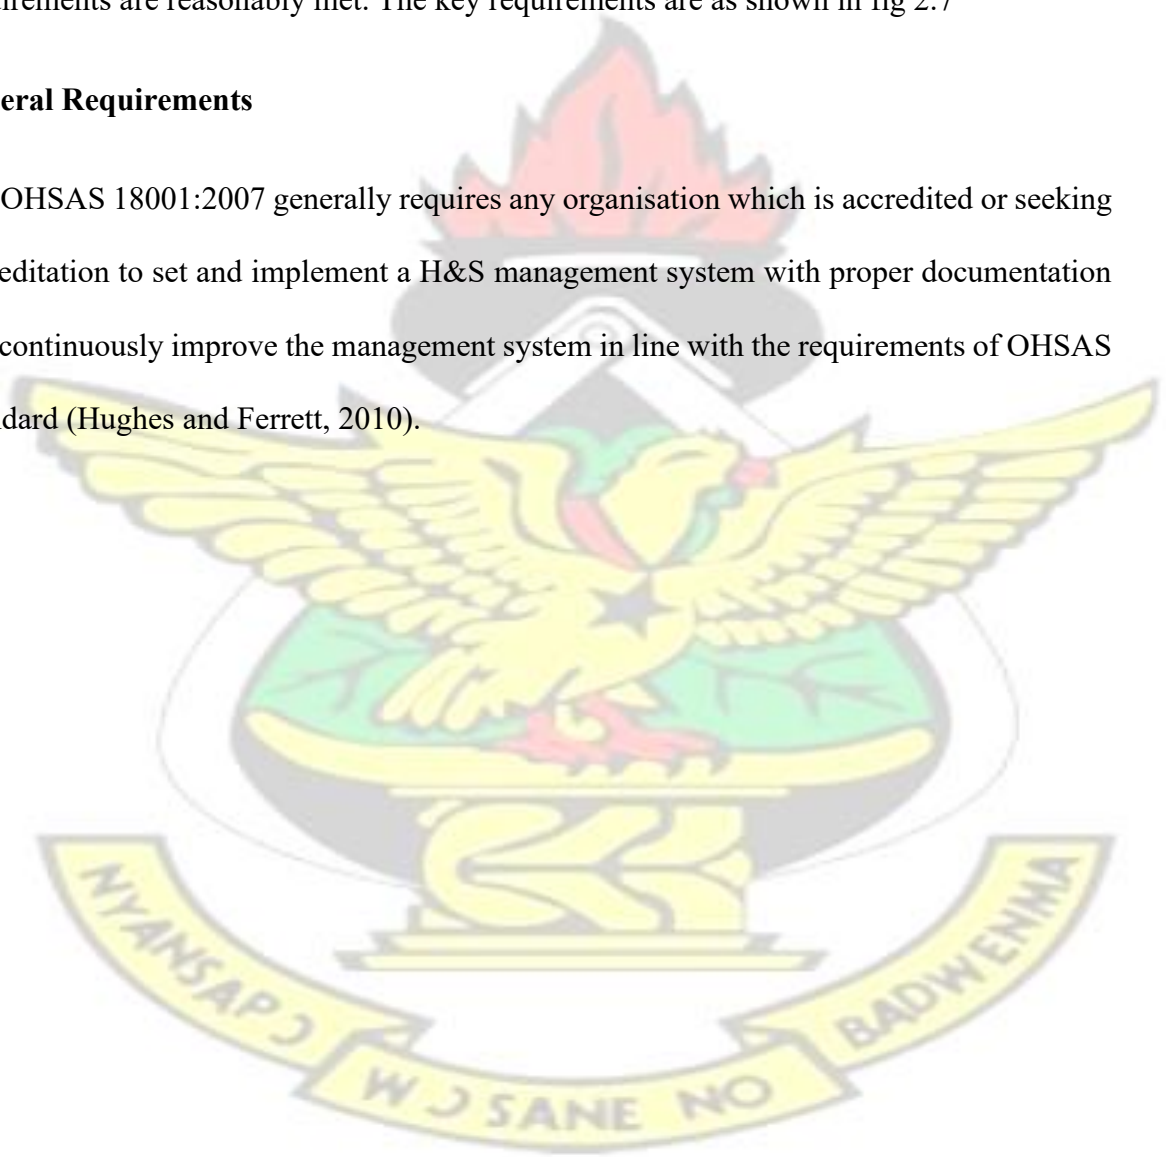 irements are reasonably met. The key requirements are as shown in fig 2.7
eral Requirements
OHSAS 18001:2007 generally requires any organisation which is accredited or seeking
editation to set and implement a H&S management system with proper documentation
continuously improve the management system in line with the requirements of OHSAS
dard (Hughes and Ferrett, 2010).
NYANSAPƆ
WƆ SANE NO
BADWENMA